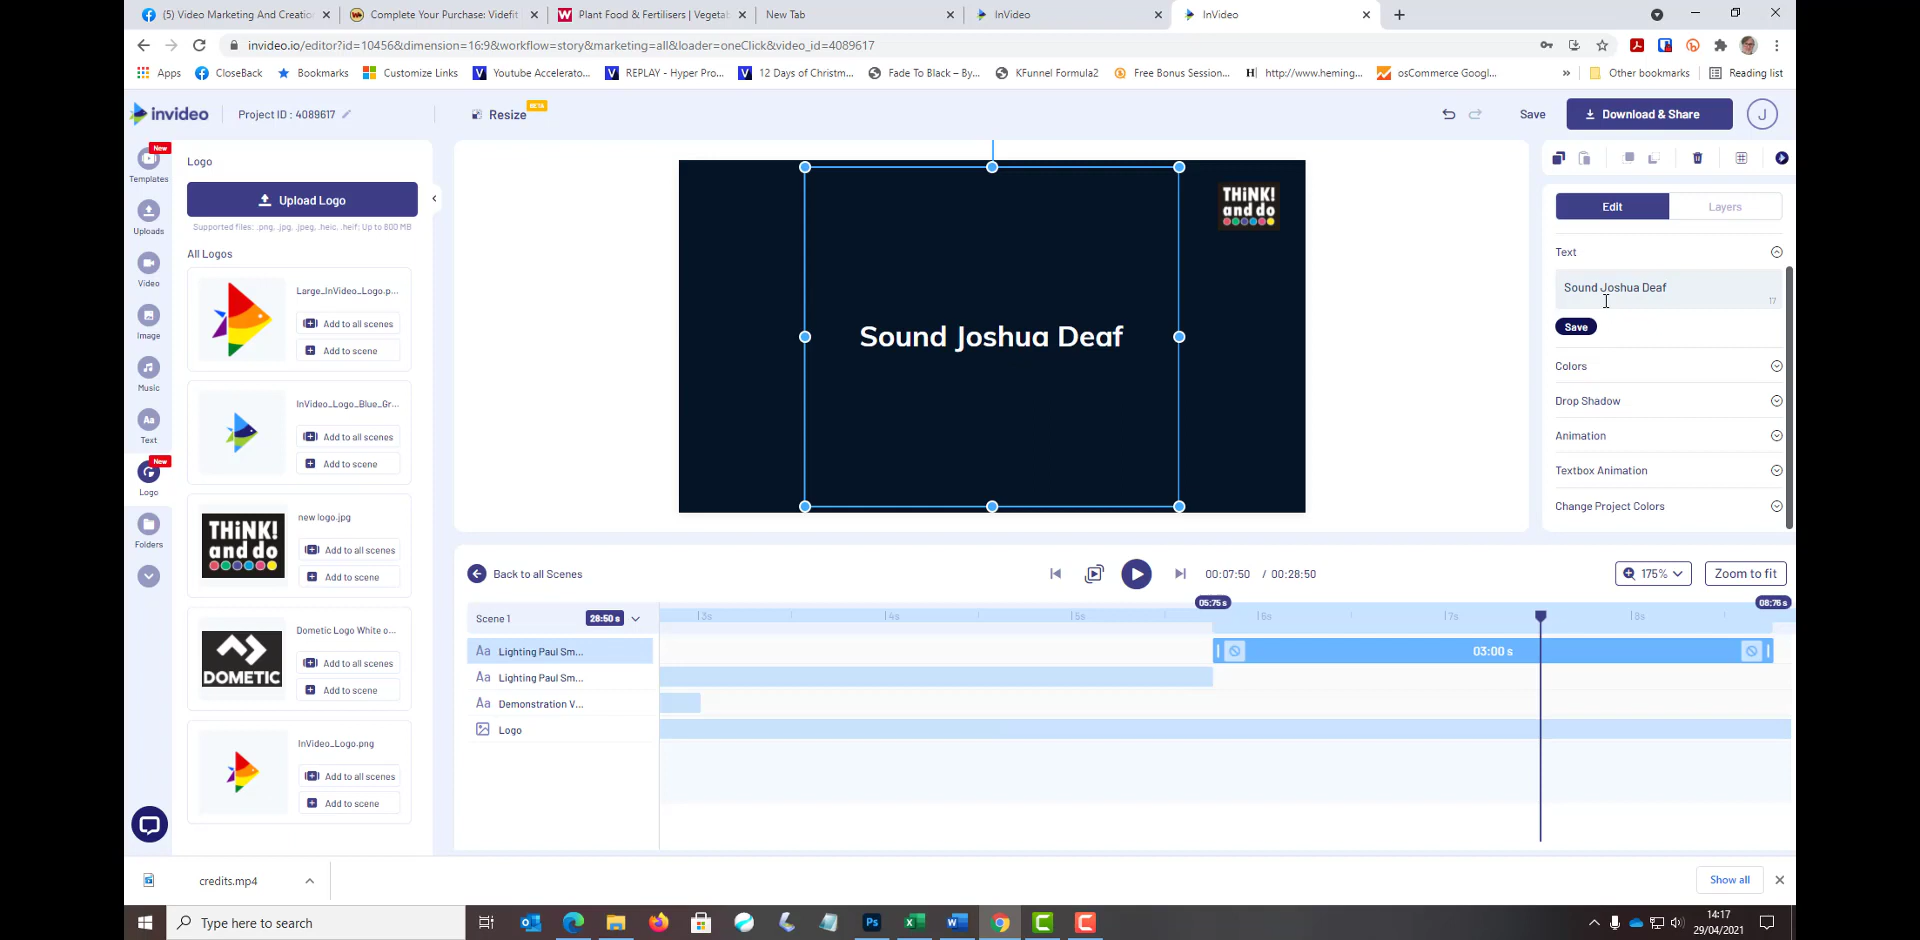 (5) Video Marketing And Creatio
Complete Your Purchase: Videfit
Plant Food & Fertilisers | Vegetab
New Tab
InVideo
InVideo
invideo.io/editor?id=10456&dimension=16:9&workflow=story&marketing=all&loader=oneClick&video_id=4089617
Apps
CloseBack
Bookmarks
Customize Links
Youtube Accelerato...
REPLAY - Hyper Pro...
12 Days of Christm...
Fade To Black – By...
KFunnel Formula2
Free Bonus Session...
http://www.heming...
osCommerce Googl...
»
Other bookmarks
Reading list
invideo
Project ID : 4089617
Resize
BETA
Save
Download & Share
J
New
Templates
Uploads
Video
Image
Music
Aa
Text
New
Logo
Folders
Logo
Upload Logo
Supported files: .png, .jpg, .jpeg, .heic, .heif: Up to 800 MB
All Logos
Large_InVideo_Logo.p...
Add to all scenes
Add to scene
InVideo_Logo_Blue_Gr...
Add to all scenes
Add to scene
THiNK!
and do
new logo.jpg
Add to all scenes
Add to scene
DOMETIC
Dometic Logo White o...
Add to all scenes
Add to scene
InVideo_Logo.png
Add to all scenes
Add to scene
THiNK!
and do
Sound Joshua Deaf
Edit
Layers
Text
Sound Joshua Deaf
17
Save
Colors
Drop Shadow
Animation
Textbox Animation
Change Project Colors
Back to all Scenes
00:07:50 / 00:28:50
175%
Zoom to fit
05:75 s
08:76 s
Scene 1
28:50 s
3s
4s
5s
6s
7s
8s
Aa Lighting Paul Sm...
03:00 s
Aa Lighting Paul Sm...
Aa Demonstration V...
Logo
credits.mp4
Show all
Type here to search
14:17
29/04/2021